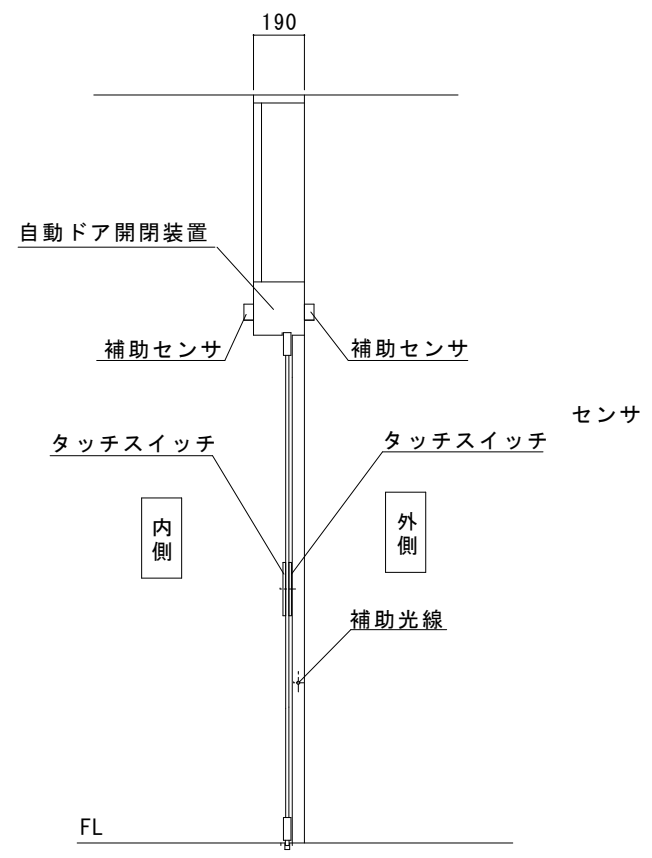 190
自動ドア開閉装置
補助センサ
補助センサ
センサ
タッチスイッチ
タッチスイッチ
内側
外側
補助光線
FL